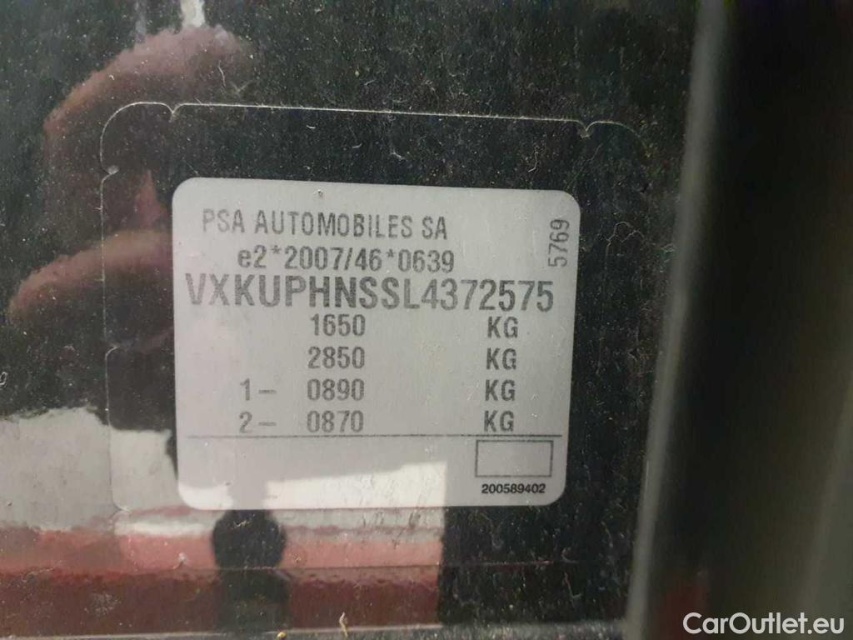 PSA AUTOMOBILES SA
5769
e2*2007/46*0639
VXKUPHNSSL4372575
1650 KG
2850 KG
1- 0890 KG
2- 0870 KG
200589402
CarOutlet.eu